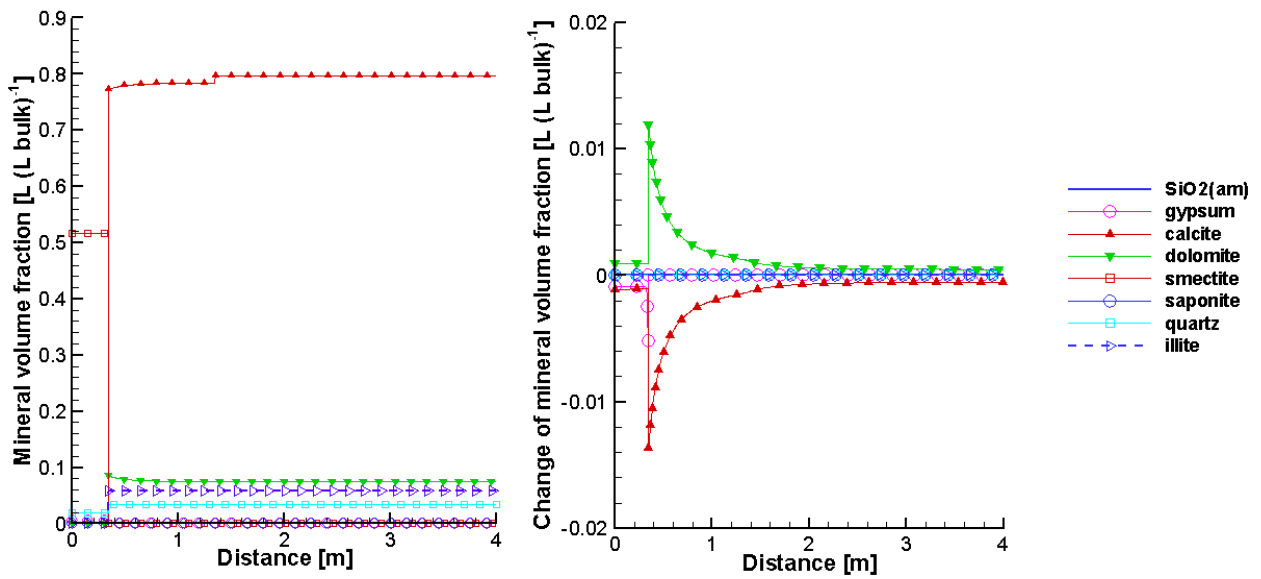 Mineral volume fraction [L (L bulk)⁻¹]
0.9
0.8
0.7
0.6
0.5
0.4
0.3
0.2
0.1
0
0 1 2 3 4
Distance [m]
Change of mineral volume fraction [L (L bulk)⁻¹]
0.02
0.01
0
-0.01
-0.02
0 1 2 3 4
Distance [m]
SiO2(am)
gypsum
calcite
dolomite
smectite
saponite
quartz
illite